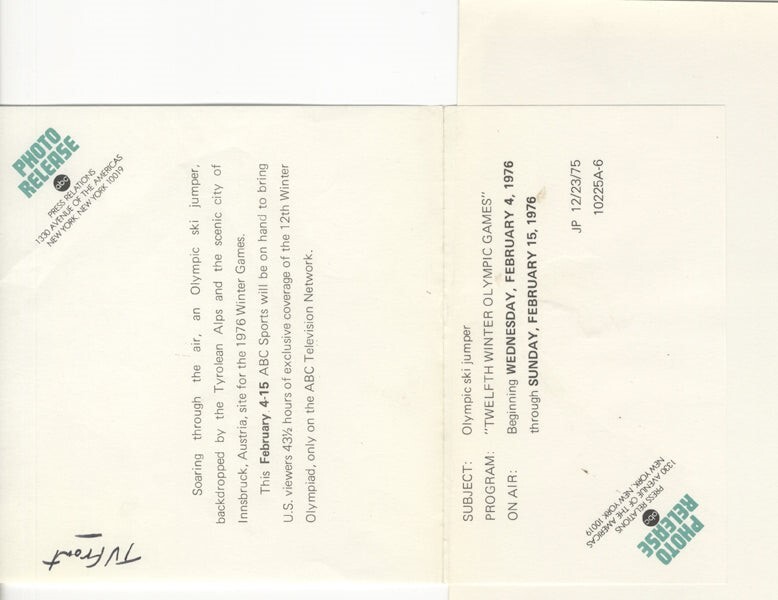 PHOTO
RELEASE
abc
PRESS RELATIONS
1330 AVENUE OF THE AMERICAS
NEW YORK, NEW YORK 10019
Soaring through the air, an Olympic ski jumper,
backdropped by the Tyrolean Alps and the scenic city of
Innsbruck, Austria, site for the 1976 Winter Games.
This February 4-15 ABC Sports will be on hand to bring
U.S. viewers 43½ hours of exclusive coverage of the 12th Winter
Olympiad, only on the ABC Television Network.
TV Front
SUBJECT: Olympic ski jumper
PROGRAM: "TWELFTH WINTER OLYMPIC GAMES"
ON AIR: Beginning WEDNESDAY, FEBRUARY 4, 1976
through SUNDAY, FEBRUARY 15, 1976
JP 12/23/75
10225A-6
PHOTO
RELEASE
abc
PRESS RELATIONS
1330 AVENUE OF THE AMERICAS
NEW YORK, NEW YORK 10019